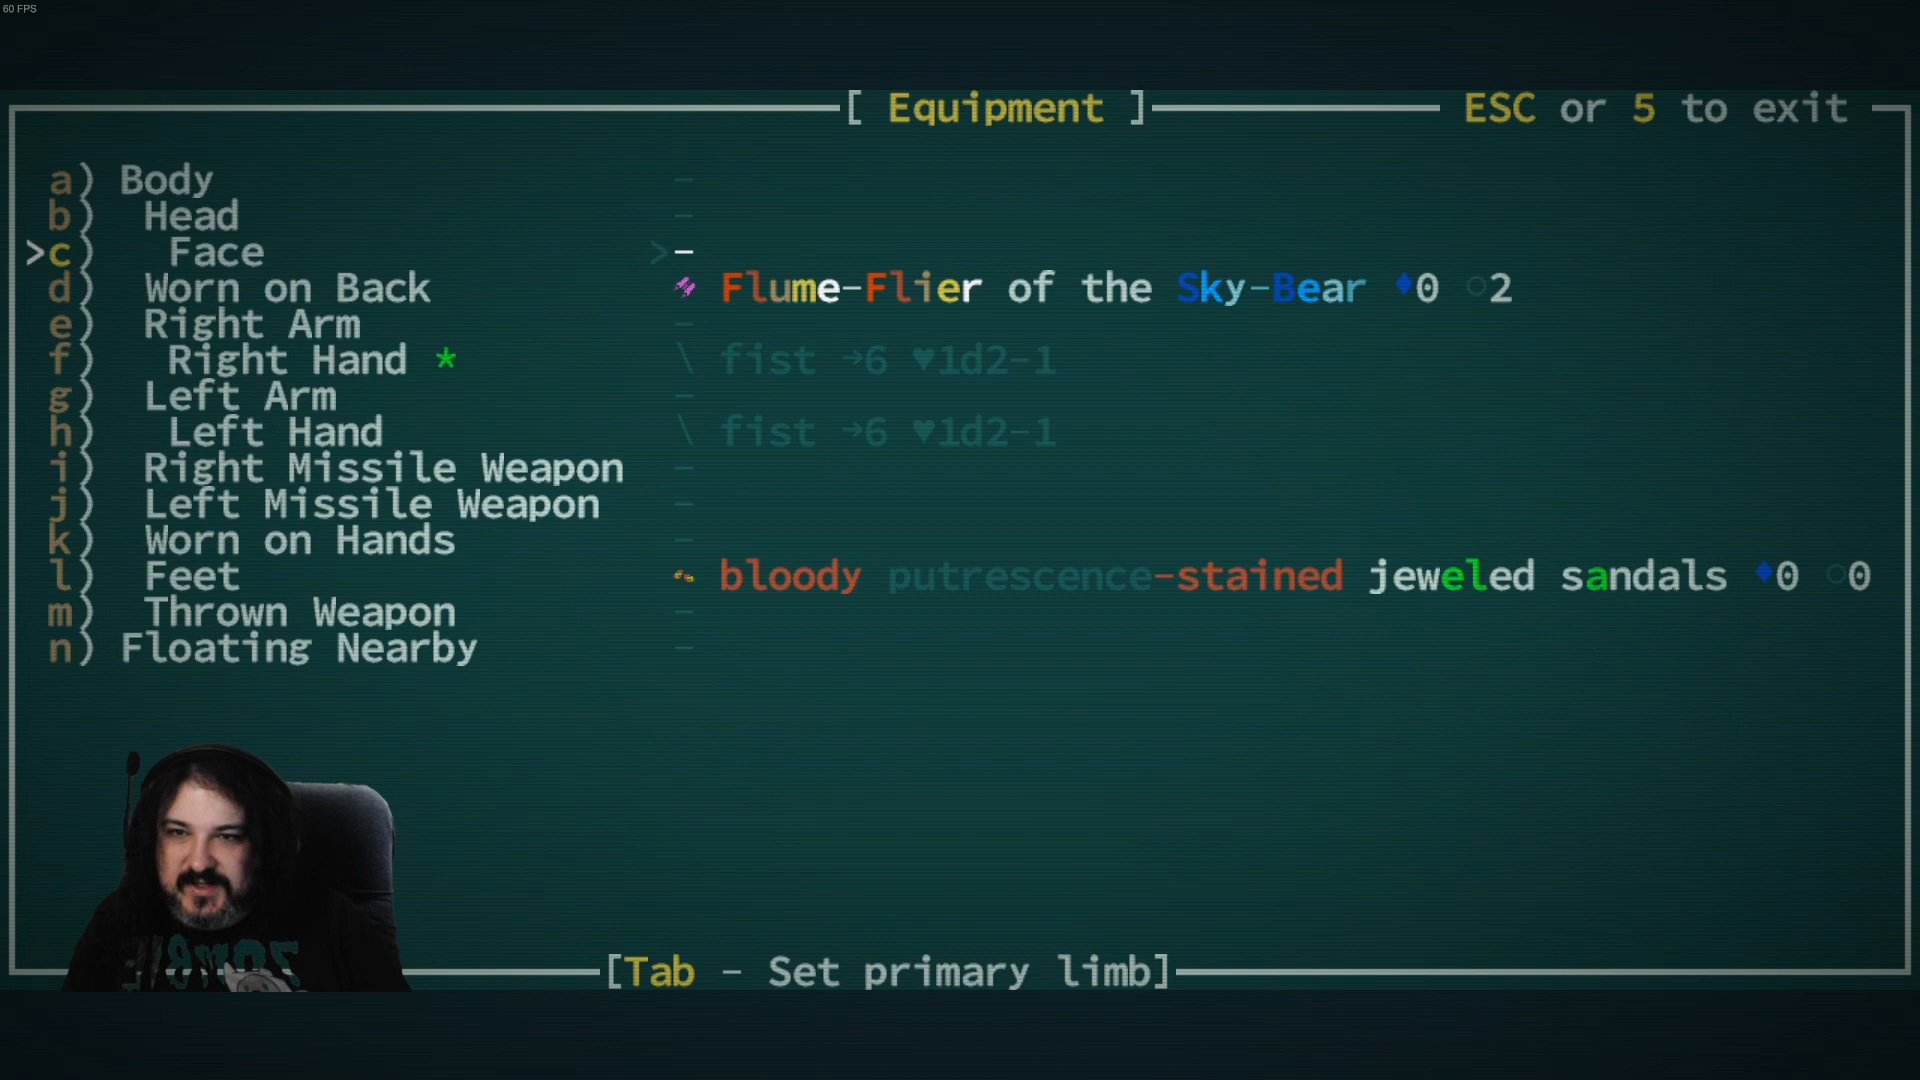 60 FPS
[ Equipment ] ESC or 5 to exit
a) Body -
b) Head -
>c) Face >-
d) Worn on Back Flume-Flier of the Sky-Bear ♦0 ○2
e) Right Arm -
f) Right Hand * \ fist →6 ♥1d2-1
g) Left Arm -
h) Left Hand \ fist →6 ♥1d2-1
i) Right Missile Weapon -
j) Left Missile Weapon -
k) Worn on Hands -
l) Feet bloody putrescence-stained jeweled sandals ♦0 ○0
m) Thrown Weapon -
n) Floating Nearby -
ZOMBIE
[Tab - Set primary limb]